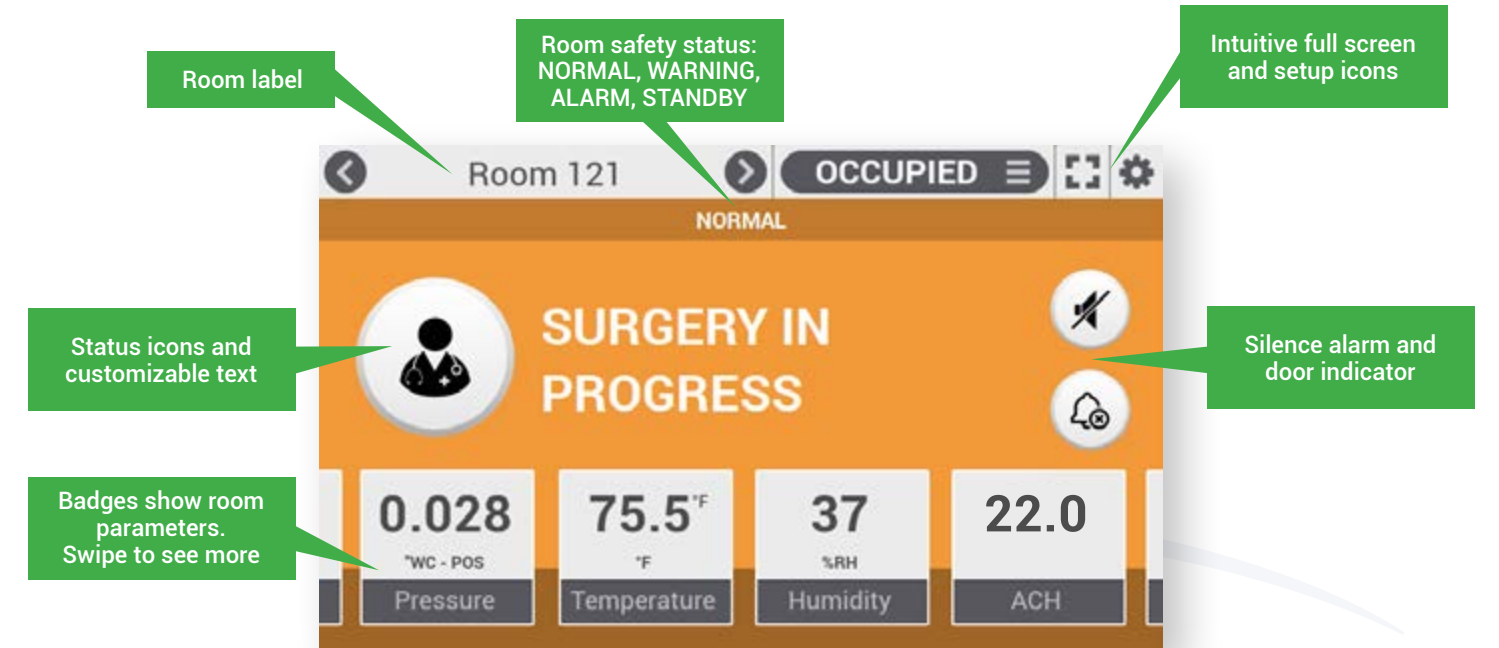 Room label
Room safety status:
NORMAL, WARNING,
ALARM, STANDBY
Intuitive full screen
and setup icons
Room 121
OCCUPIED
NORMAL
Status icons and
customizable text
SURGERY IN
PROGRESS
Silence alarm and
door indicator
Badges show room
parameters.
Swipe to see more
0.028
"WC - POS
Pressure
75.5°F
°F
Temperature
37
%RH
Humidity
22.0
ACH